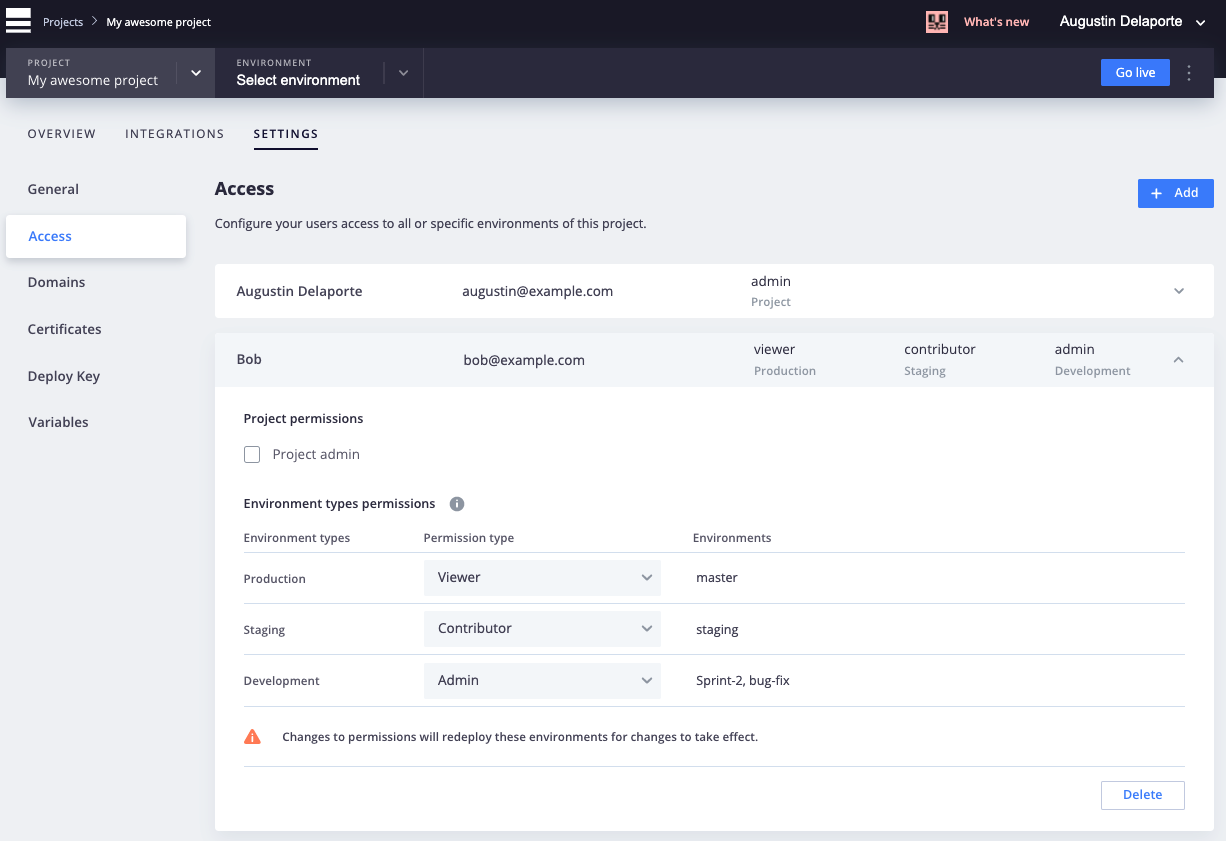 Projects > My awesome project
What's new
Augustin Delaporte
PROJECT
My awesome project
ENVIRONMENT
Select environment
Go live
OVERVIEW
INTEGRATIONS
SETTINGS
General
Access
Domains
Certificates
Deploy Key
Variables
Access
+ Add
Configure your users access to all or specific environments of this project.
Augustin Delaporte
augustin@example.com
admin
Project
Bob
bob@example.com
viewer
Production
contributor
Staging
admin
Development
Project permissions
Project admin
Environment types permissions
Environment types
Permission type
Environments
Production
Viewer
master
Staging
Contributor
staging
Development
Admin
Sprint-2, bug-fix
Changes to permissions will redeploy these environments for changes to take effect.
Delete